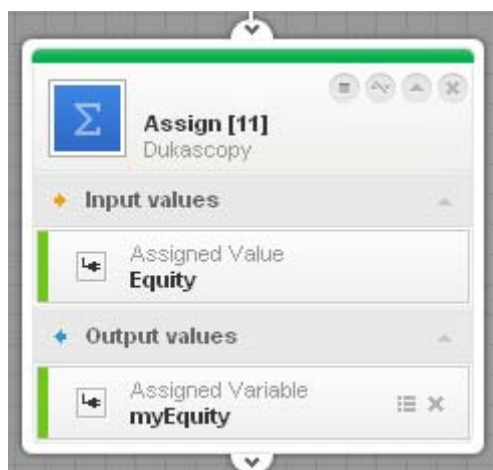 Assign [11]
Dukascopy
Input values
Assigned Value
Equity
Output values
Assigned Variable
myEquity